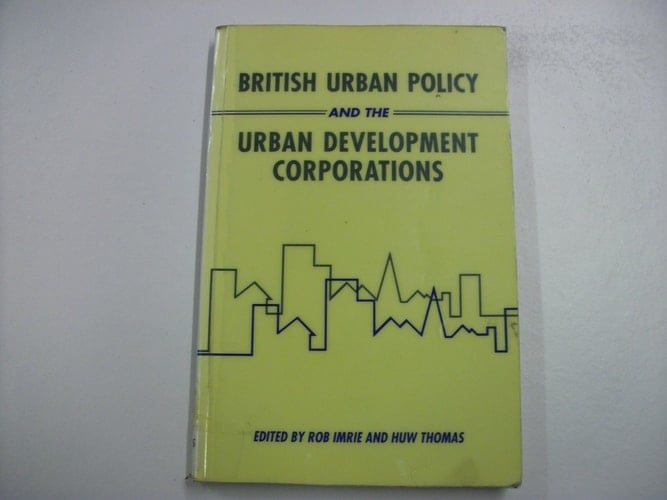 BRITISH URBAN POLICY
AND THE
URBAN DEVELOPMENT
CORPORATIONS
EDITED BY ROB IMRIE AND HUW THOMAS